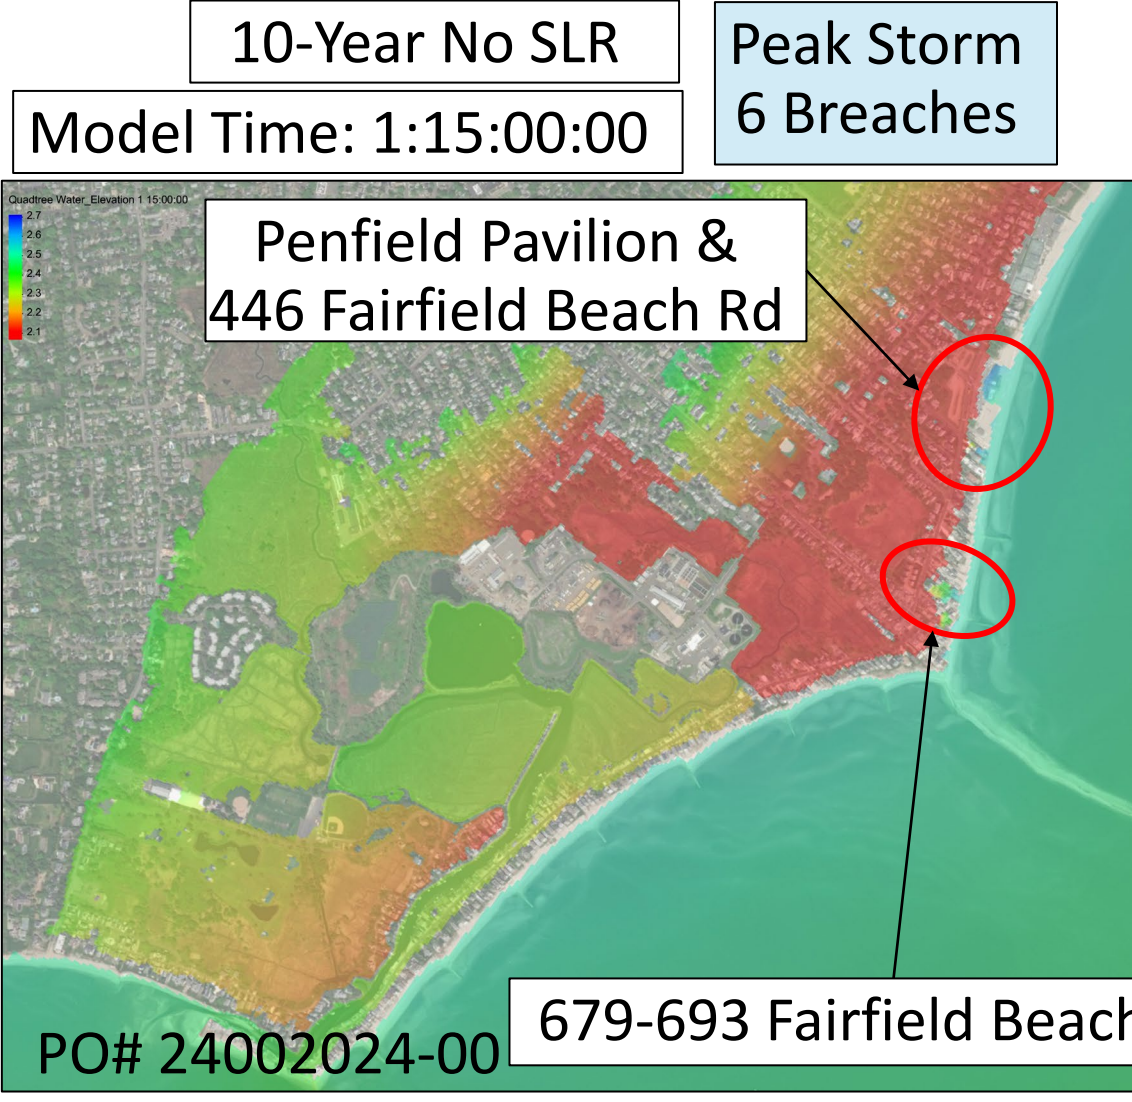 10-Year No SLR
Peak Storm
6 Breaches
Model Time: 1:15:00:00
Quadtree Water_Elevation 1 15:00:00
2.7
2.6
2.5
2.4
2.3
2.2
2.1
Penfield Pavilion &
446 Fairfield Beach Rd
679-693 Fairfield Beach
PO# 24002024-00